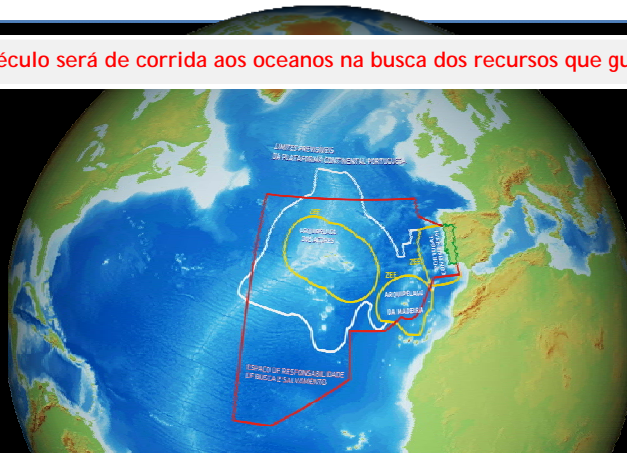 éculo será de corrida aos oceanos na busca dos recursos que gu
LIMITES PREVISÍVEIS
DA PLATAFORMA CONTINENTAL PORTUGUESA
ZEE
ARQUIPÉLAGO
DOS AÇORES
ZEE
ZEE
ARQUIPÉLAGO
DA MADEIRA
ESPAÇO DE RESPONSABILIDADE
DE BUSCA E SALVAMENTO